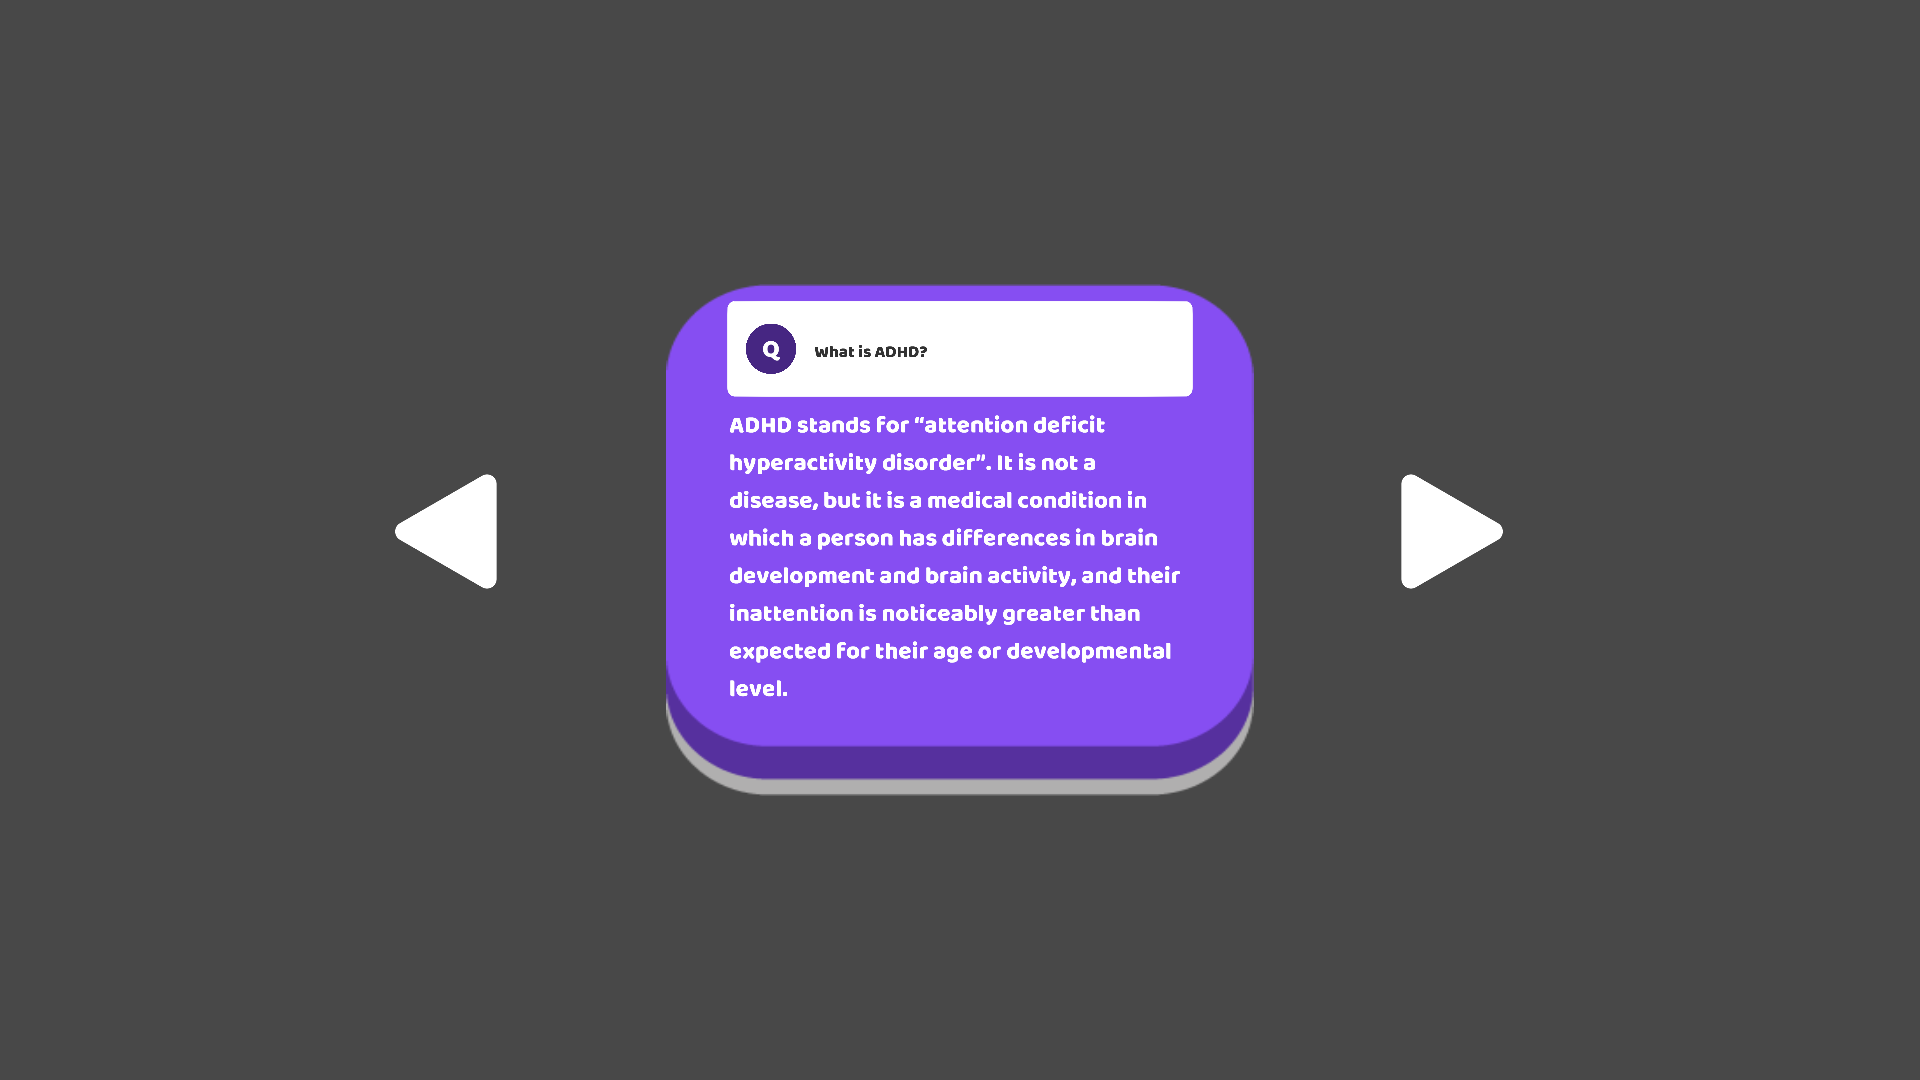 Q
What is ADHD?
ADHD stands for "attention deficit
hyperactivity disorder". It is not a
disease, but it is a medical condition in
which a person has differences in brain
development and brain activity, and their
inattention is noticeably greater than
expected for their age or developmental
level.